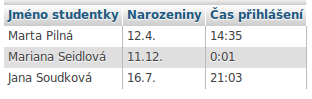 Jméno studentky Narozeniny Čas přihlášení
Marta Pilná 12.4. 14:35
Mariana Seidlová 11.12. 0:01
Jana Soudková 16.7. 21:03